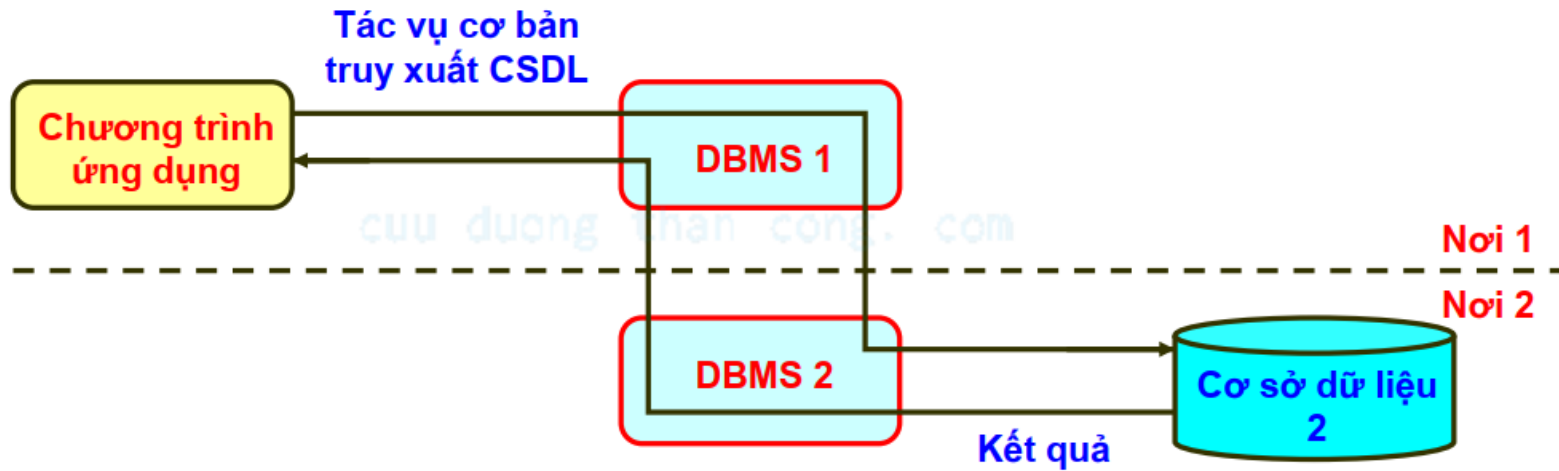 Tác vụ cơ bản
truy xuất CSDL
Chương trình
ứng dụng
DBMS 1
cuu duong than cong. com
Nơi 1
Nơi 2
DBMS 2
Cơ sở dữ liệu
2
Kết quả